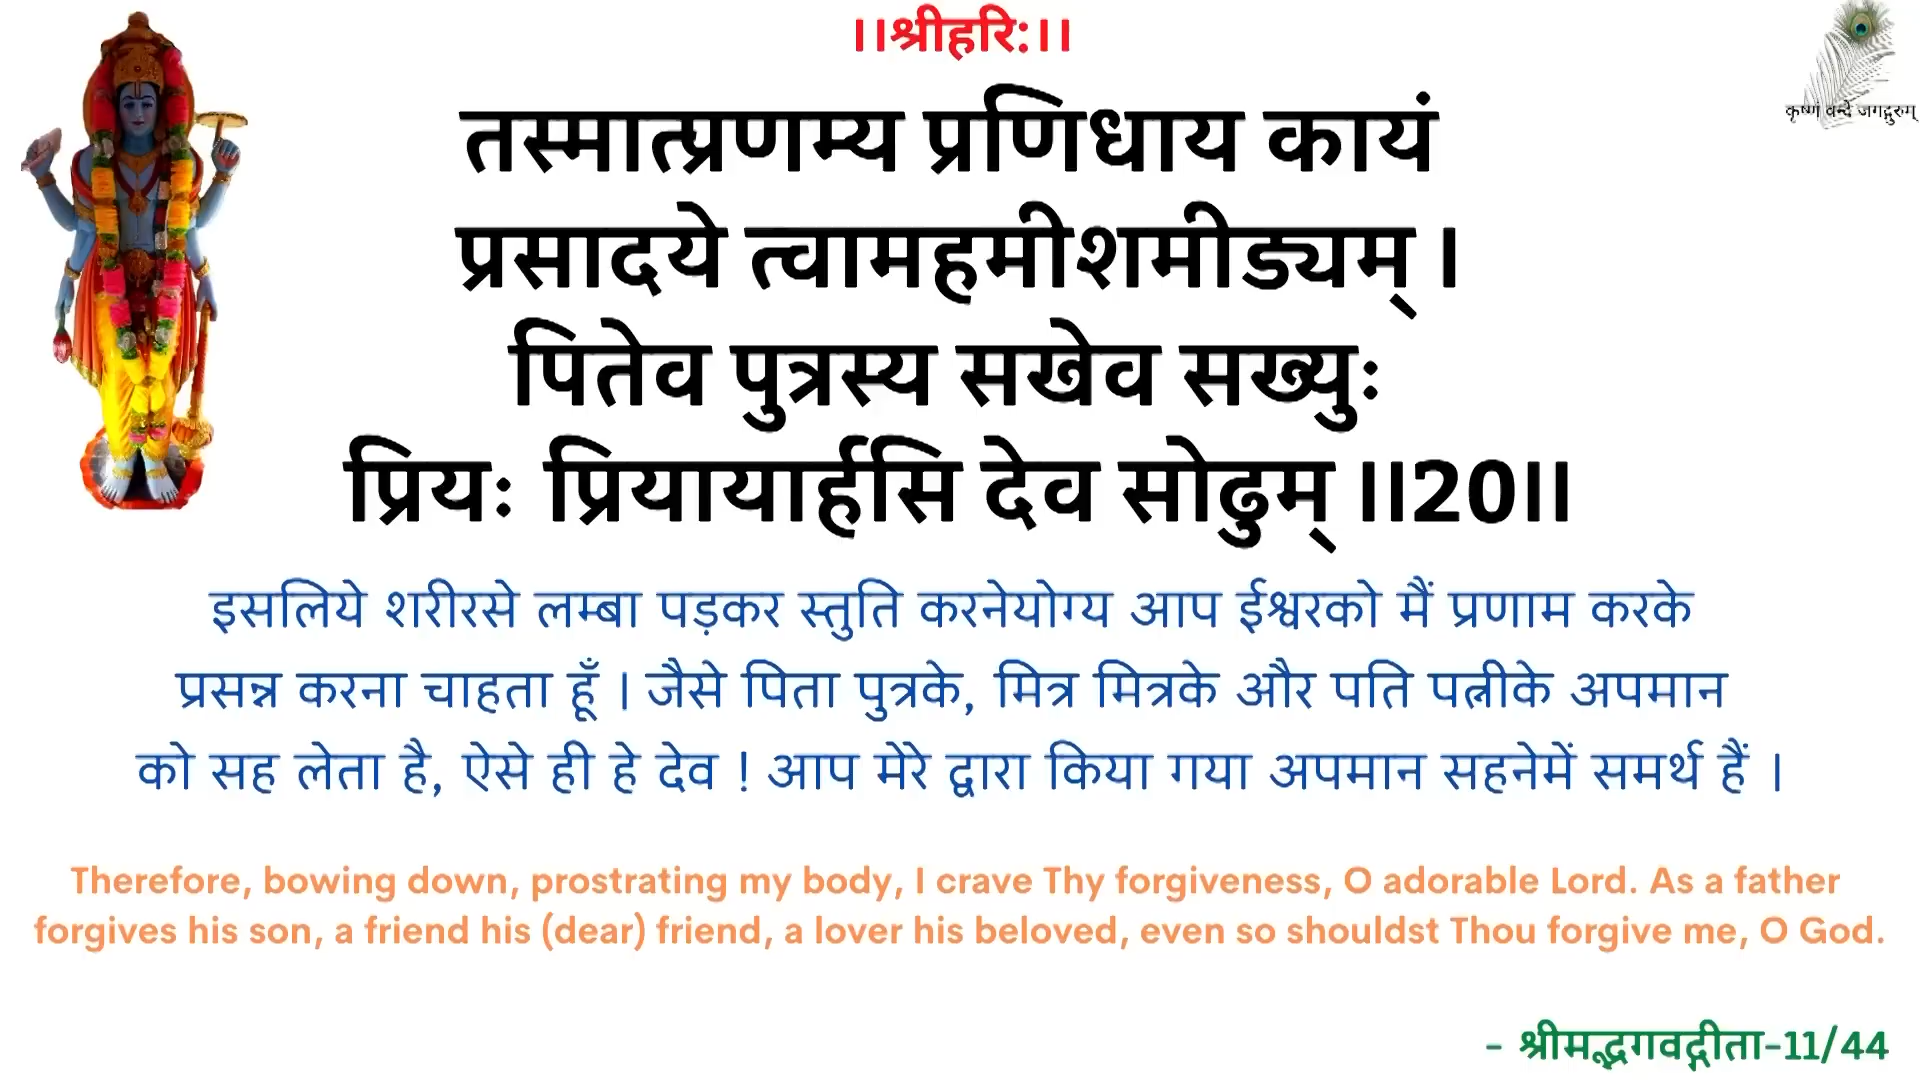 ।।श्रीहरि:।।
कृष्णं वन्दे जगद्गुरुम्
तस्मात्प्रणम्य प्रणिधाय कायं
प्रसादये त्वामहमीशमीड्यम् ।
पितेव पुत्रस्य सखेव सख्युः
प्रियः प्रियायार्हसि देव सोढुम् ।।20।।
इसलिये शरीरसे लम्बा पड़कर स्तुति करनेयोग्य आप ईश्वरको मैं प्रणाम करके
प्रसन्न करना चाहता हूँ । जैसे पिता पुत्रके, मित्र मित्रके और पति पत्नीके अपमान
को सह लेता है, ऐसे ही हे देव ! आप मेरे द्वारा किया गया अपमान सहनेमें समर्थ हैं ।
Therefore, bowing down, prostrating my body, I crave Thy forgiveness, O adorable Lord. As a father
forgives his son, a friend his (dear) friend, a lover his beloved, even so shouldst Thou forgive me, O God.
- श्रीमद्भगवद्गीता-11/44